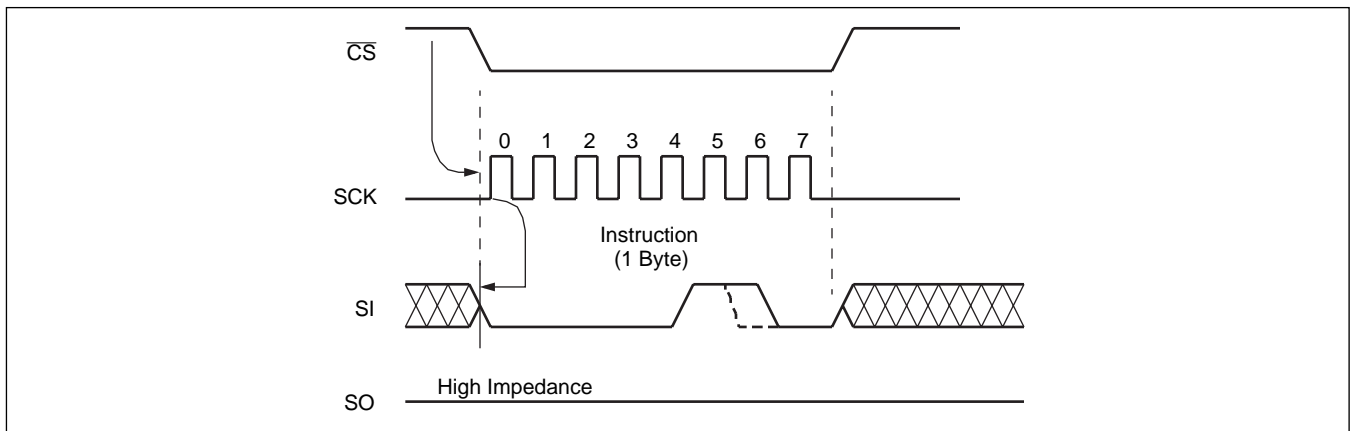 CS
0 1 2 3 4 5 6 7
SCK
Instruction
(1 Byte)
SI
High Impedance
SO